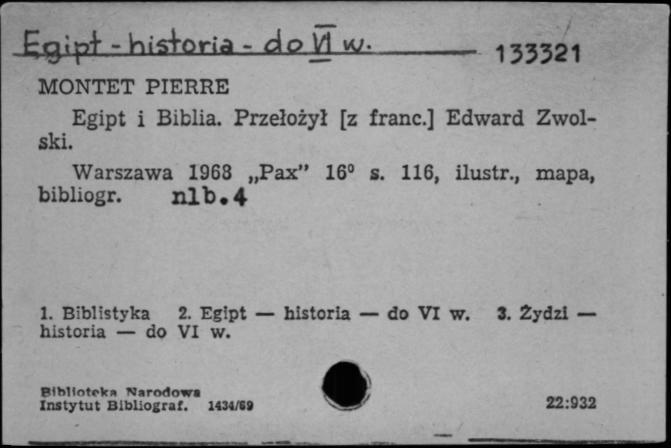 Egipt - historia - do VI w.
133321
MONTET PIERRE
Egipt i Biblia. Przełożył [z franc.] Edward Zwol-
ski.
Warszawa 1968 „Pax” 16⁰ s. 116, ilustr., mapa,
bibliogr. nlb.4
1. Biblistyka 2. Egipt — historia — do VI w. 3. Żydzi —
historia — do VI w.
Biblioteka Narodowa
Instytut Bibliograf. 1434/69
22:932